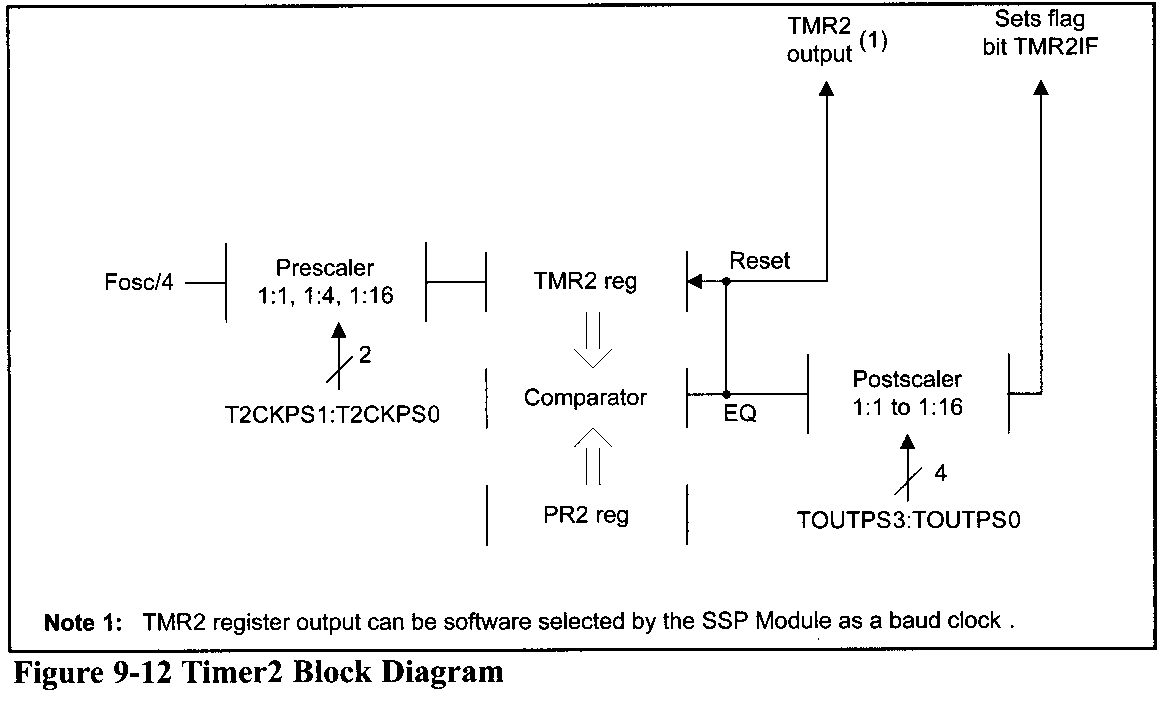 TMR2
output (1)
Sets flag
bit TMR2IF
Fosc/4
Prescaler
1:1, 1:4, 1:16
2
T2CKPS1:T2CKPS0
TMR2 reg
Reset
Comparator
EQ
PR2 reg
Postscaler
1:1 to 1:16
4
TOUTPS3:TOUTPS0
Note 1: TMR2 register output can be software selected by the SSP Module as a baud clock .
Figure 9-12 Timer2 Block Diagram